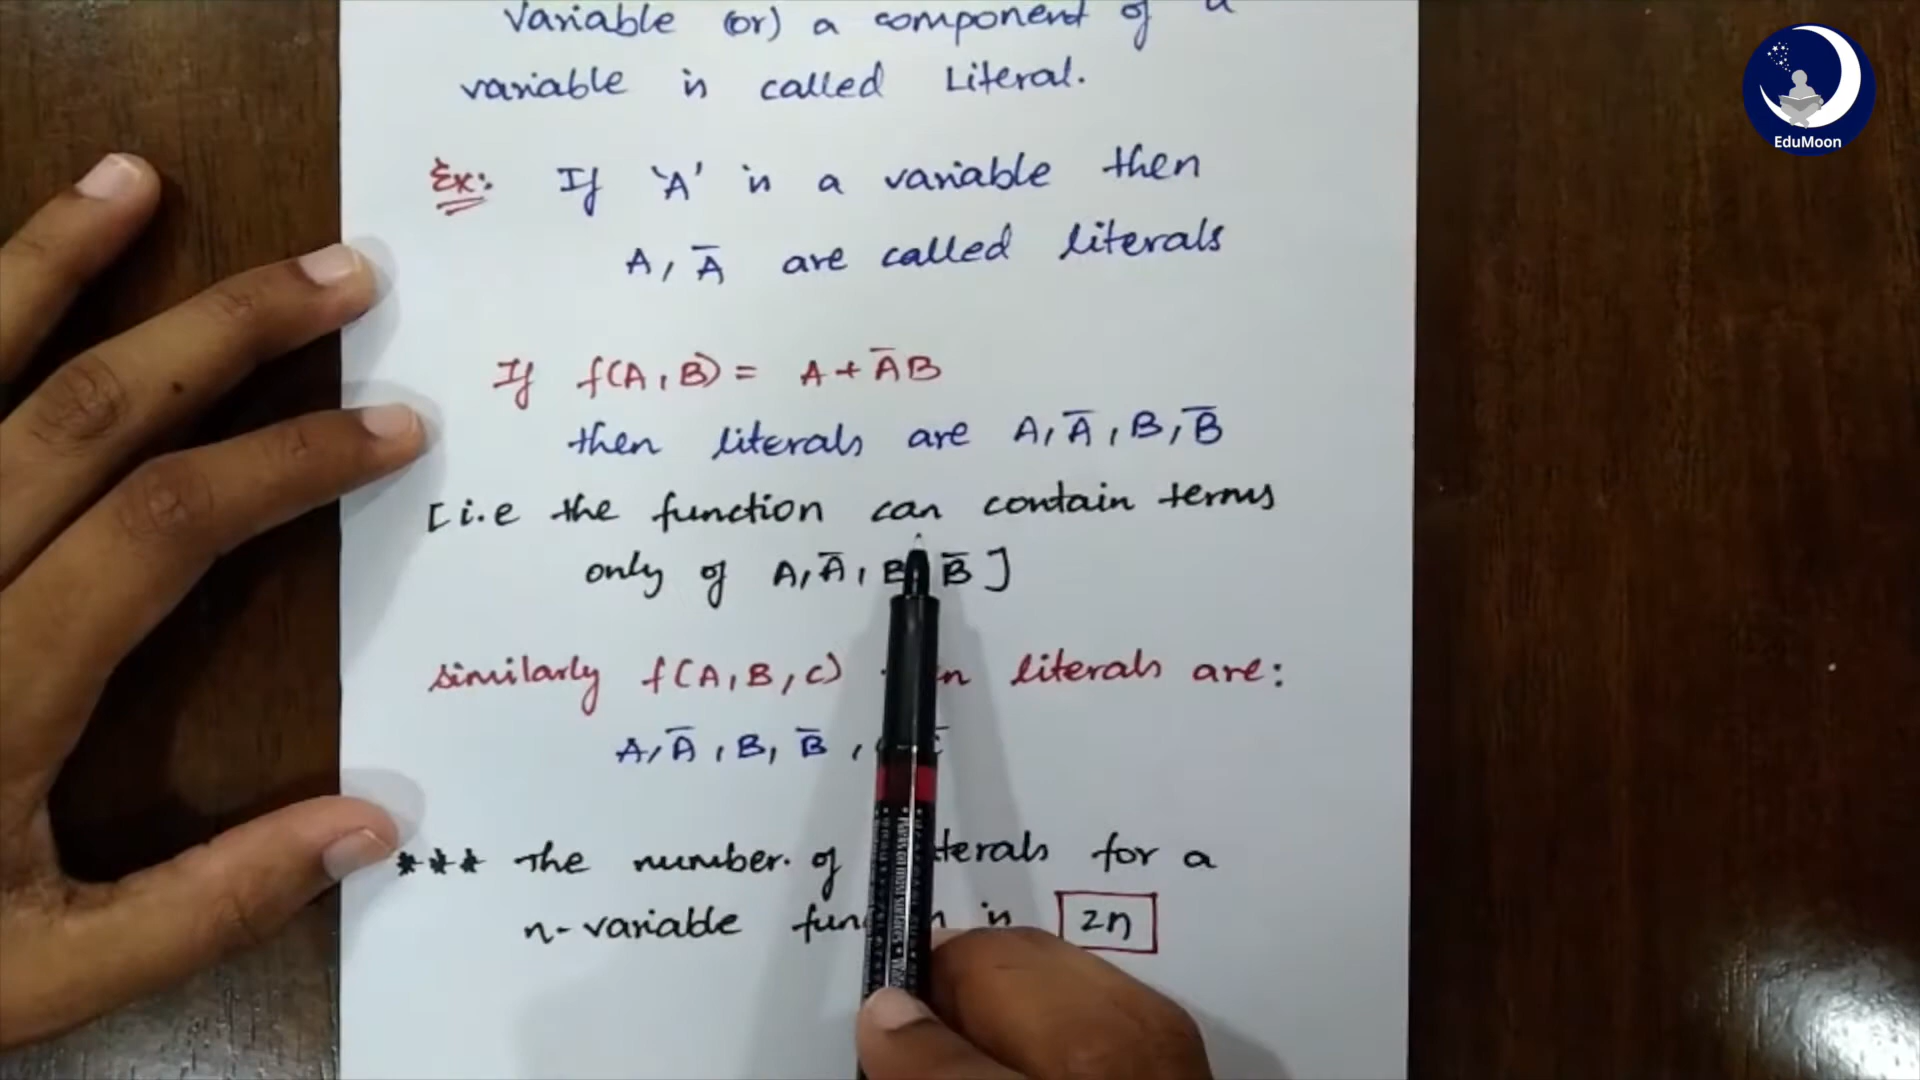 Variable (or) a component of a
variable is called Literal.
EduMoon
Ex: If 'A' is a variable then
A, A̅ are called literals
If f(A, B) = A + A̅B
then literals are A, A̅, B, B̅
[i.e the function can contain terms
only of A, A̅, B, B̅]
similarly f(A, B, C) literals are:
A, A̅, B, B̅,
*** The number. of for a
n-variable is 2n